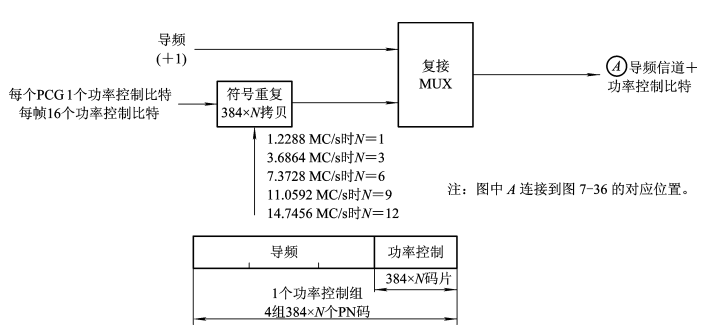 导频
(+1)
复接
MUX
A 导频信道+
功率控制比特
每个PCG 1个功率控制比特
每帧16个功率控制比特
符号重复
384×N拷贝
1.2288 MC/s时N=1
3.6864 MC/s时N=3
7.3728 MC/s时N=6
11.0592 MC/s时N=9
14.7456 MC/s时N=12
注：图中 A 连接到图 7-36 的对应位置。
导频
功率控制
384×N码片
1个功率控制组
4组384×N个PN码